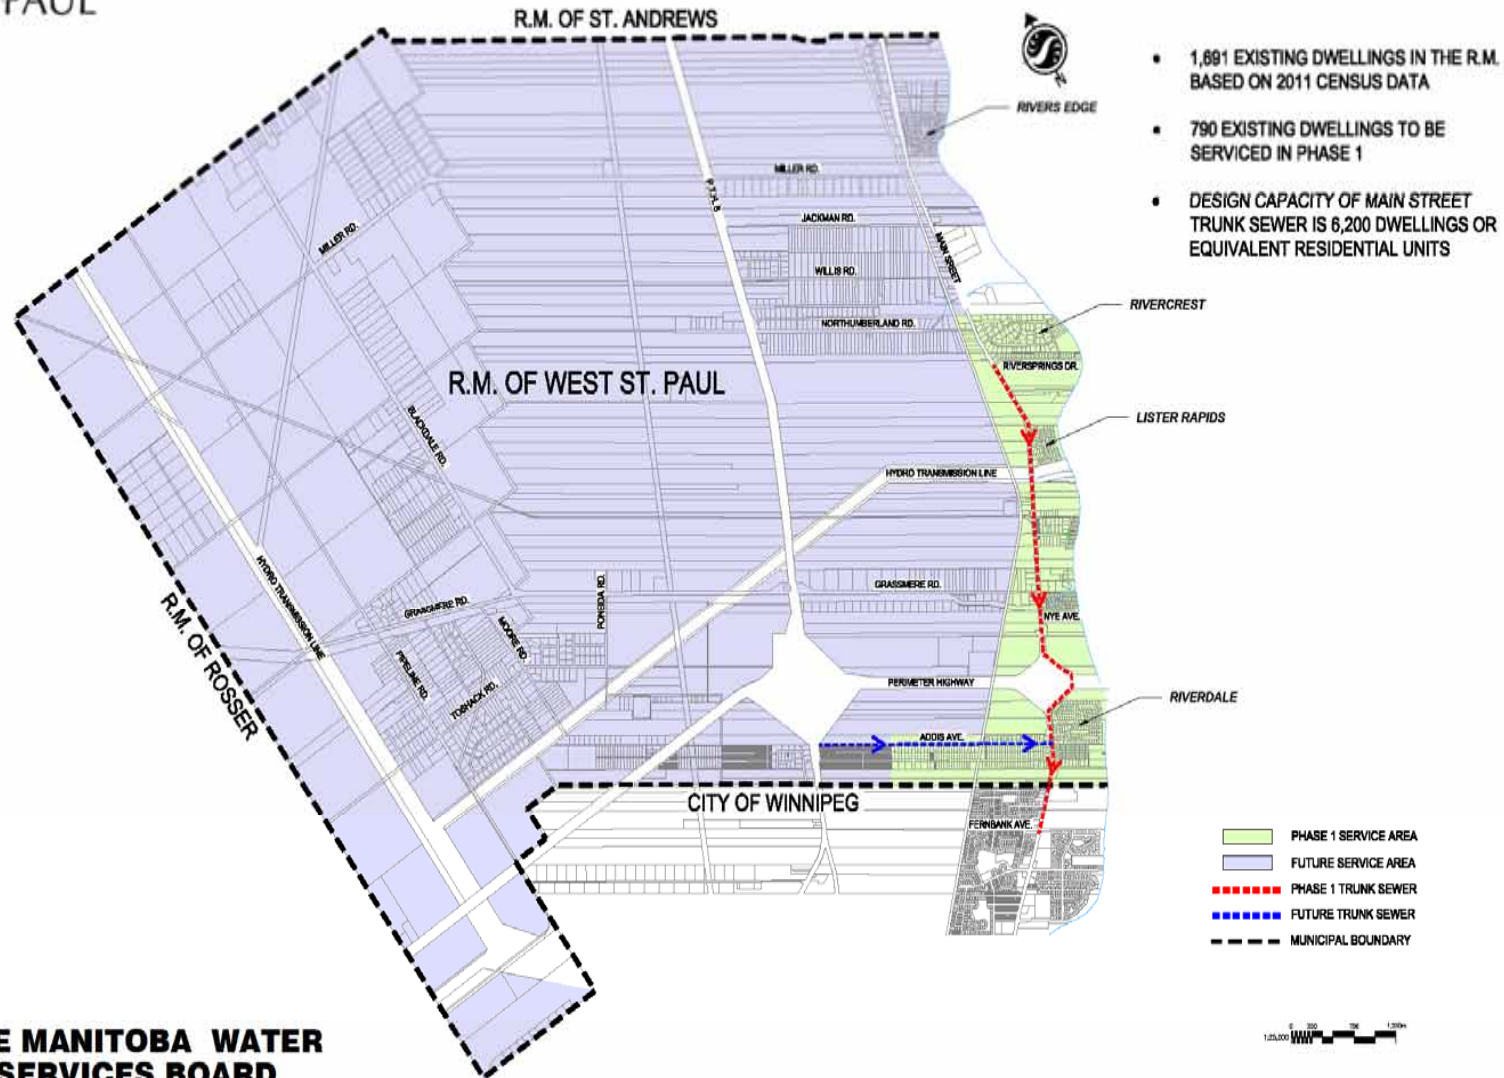 PAUL
R.M. OF ST. ANDREWS
• 1,691 EXISTING DWELLINGS IN THE R.M.
BASED ON 2011 CENSUS DATA
RIVERS EDGE
• 790 EXISTING DWELLINGS TO BE
SERVICED IN PHASE 1
MILLER RD.
P.T.H. 8
• DESIGN CAPACITY OF MAIN STREET
TRUNK SEWER IS 6,200 DWELLINGS OR
EQUIVALENT RESIDENTIAL UNITS
JACKMAN RD.
MILLER RD.
MAIN SREET
WILLIS RD.
RIVERCREST
NORTHUMBERLAND RD.
RIVERSPRINGS DR.
R.M. OF WEST ST. PAUL
LISTER RAPIDS
BLACKDALE RD.
HYDRO TRANSMISSION LINE
HYDRO TRANSMISSION LINE
GRASSMERE RD.
PONEIDA RD.
GRASSMERE RD.
NYE AVE.
R.M. OF ROSSER
MOORE RD.
PIPELINE RD.
TOSHACK RD.
PERIMETER HIGHWAY
RIVERDALE
ADDIS AVE.
CITY OF WINNIPEG
FERNBANK AVE.
PHASE 1 SERVICE AREA
FUTURE SERVICE AREA
PHASE 1 TRUNK SEWER
FUTURE TRUNK SEWER
MUNICIPAL BOUNDARY
E MANITOBA WATER
SERVICES BOARD
1:25,000